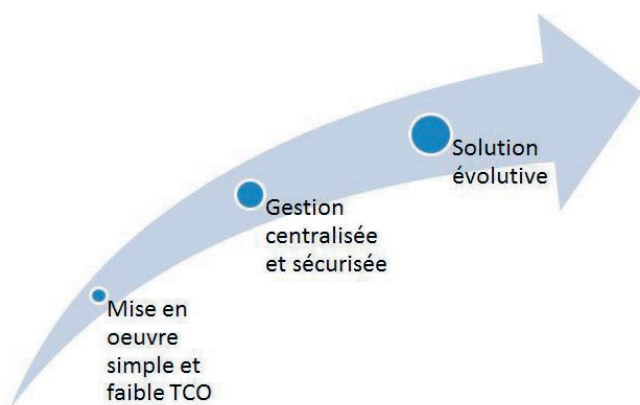 Solution
évolutive
Gestion
centralisée
et sécurisée
Mise en
oeuvre
simple et
faible TCO